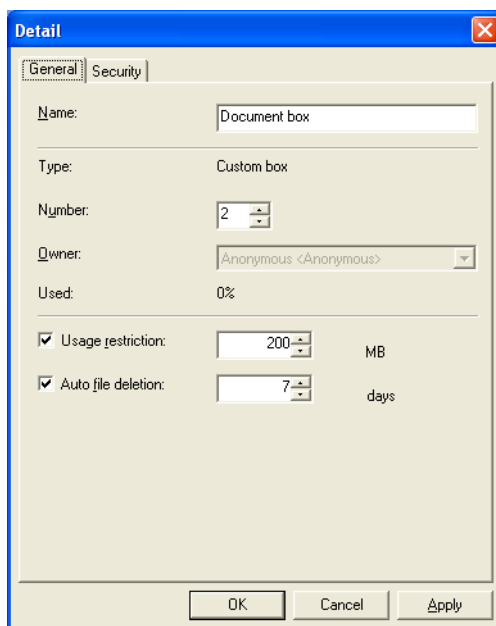 Detail
General Security
Name: Document box
Type: Custom box
Number: 2
Owner: Anonymous <Anonymous>
Used: 0%
Usage restriction: 200 MB
Auto file deletion: 7 days
OK Cancel Apply